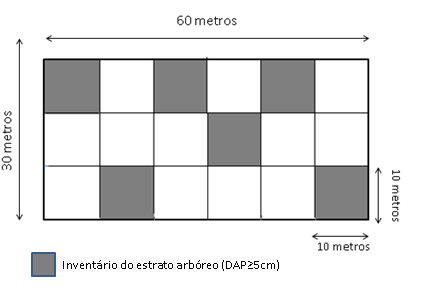 60 metros
30 metros
10 metros
10 metros
Inventário do estrato arbóreo (DAP≥5cm)